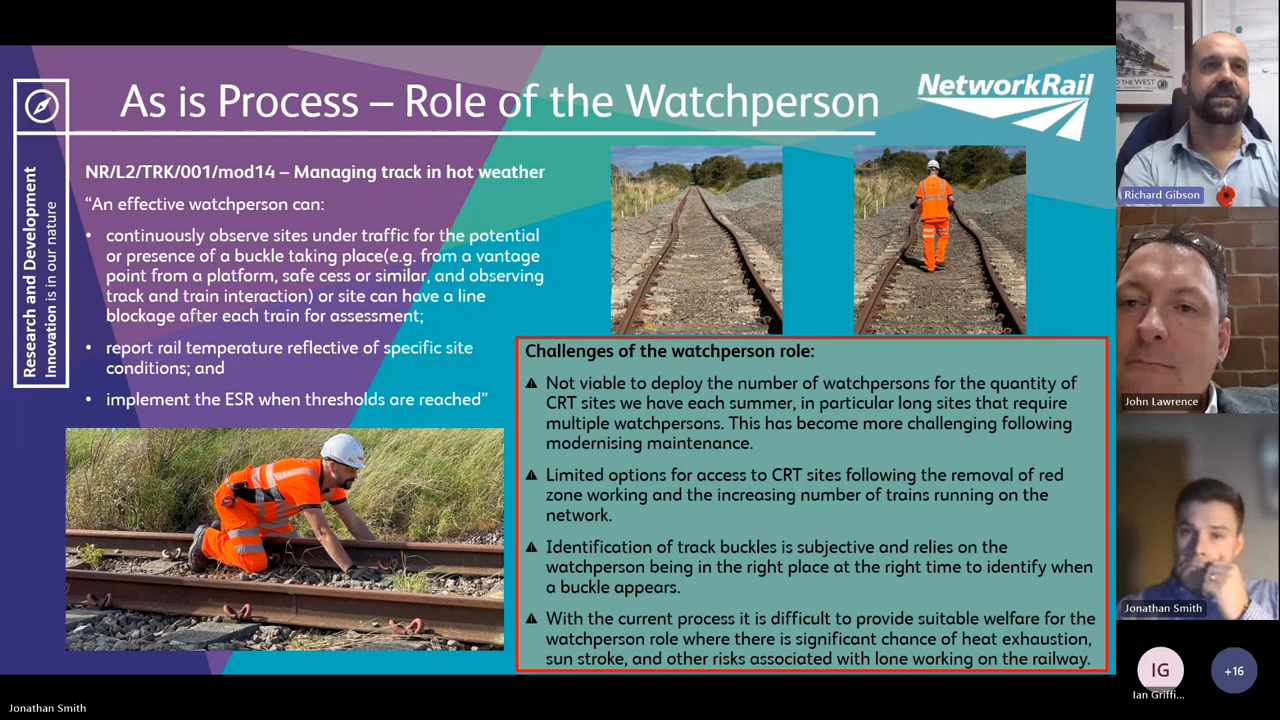 As is Process – Role of the Watchperson
NetworkRail
Research and Development
Innovation is in our nature
NR/L2/TRK/001/mod14 – Managing track in hot weather
“An effective watchperson can:
• continuously observe sites under traffic for the potential
or presence of a buckle taking place(e.g. from a vantage
point from a platform, safe cess or similar, and observing
track and train interaction) or site can have a line
blockage after each train for assessment;
• report rail temperature reflective of specific site
conditions; and
• implement the ESR when thresholds are reached”
Challenges of the watchperson role:
Not viable to deploy the number of watchpersons for the quantity of
CRT sites we have each summer, in particular long sites that require
multiple watchpersons. This has become more challenging following
modernising maintenance.
Limited options for access to CRT sites following the removal of red
zone working and the increasing number of trains running on the
network.
Identification of track buckles is subjective and relies on the
watchperson being in the right place at the right time to identify when
a buckle appears.
With the current process it is difficult to provide suitable welfare for the
watchperson role where there is significant chance of heat exhaustion,
sun stroke, and other risks associated with lone working on the railway.
Jonathan Smith
Richard Gibson
John Lawrence
Jonathan Smith
IG
Ian Griffi...
+16